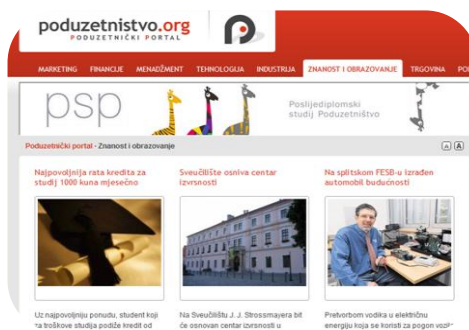 poduzetnistvo.org
PODUZETNIČKI PORTAL
MARKETING FINANCIJE MENADŽMENT TEHNOLOGIJA INDUSTRIJA ZNANOST I OBRAZOVANJE TRGOVINA
psp
Poslijediplomski
studij Poduzetništvo
Poduzetnički portal - Znanost i obrazovanje
A A
Najpovoljnija rata kredita za
studij 1000 kuna mjesečno
Sveučilište osniva centar
izvrsnosti
Na splitskom FESB-u izrađen
automobil budućnosti
Uz najpovoljniju ponudu, student koji
za troškove studija podiže kredit od
Na Sveučilištu J. J. Strossmayera bit
će osnovan centar izvrsnosti u
Pretvorbom vodika u električnu
energiju koja se koristi za pogon